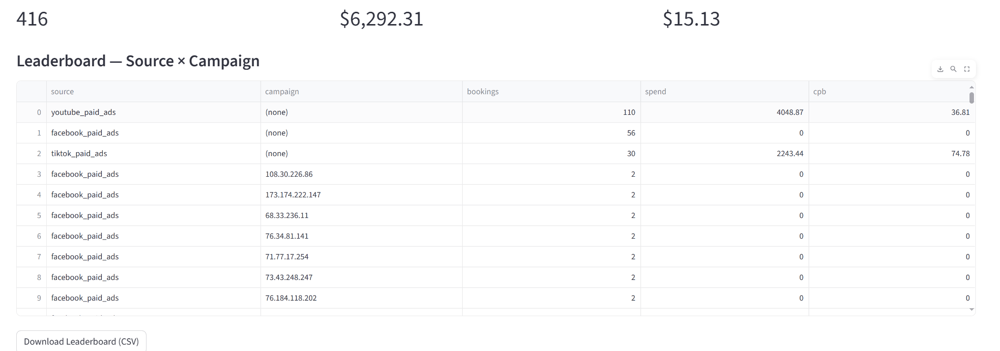 416 $6,292.31 $15.13
Leaderboard — Source × Campaign
source campaign bookings spend cpb
0 youtube_paid_ads (none) 110 4048.87 36.81
1 facebook_paid_ads (none) 56 0 0
2 tiktok_paid_ads (none) 30 2243.44 74.78
3 facebook_paid_ads 108.30.226.86 2 0 0
4 facebook_paid_ads 173.174.222.147 2 0 0
5 facebook_paid_ads 68.33.236.11 2 0 0
6 facebook_paid_ads 76.34.81.141 2 0 0
7 facebook_paid_ads 71.77.17.254 2 0 0
8 facebook_paid_ads 73.43.248.247 2 0 0
9 facebook_paid_ads 76.184.118.202 2 0 0
Download Leaderboard (CSV)